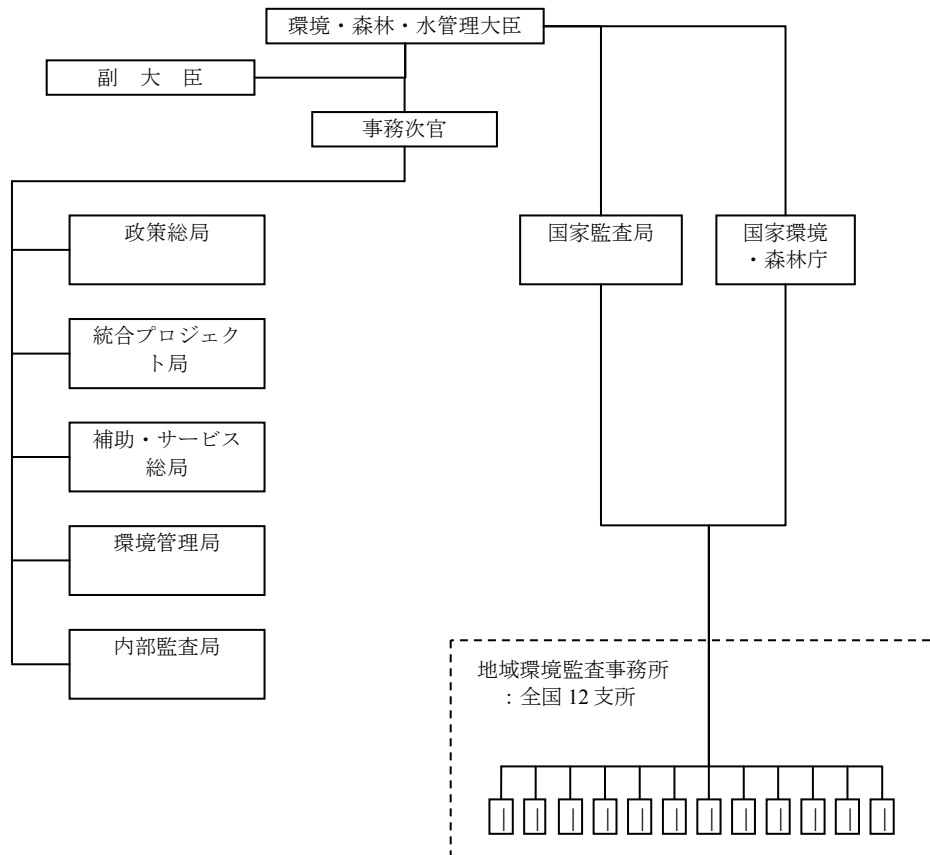 環境・森林・水管理大臣
副 大 臣
事務次官
政策総局
国家監査局
国家環境
・森林庁
統合プロジェク
ト局
補助・サービス
総局
環境管理局
内部監査局
地域環境監査事務所
：全国 12 支所